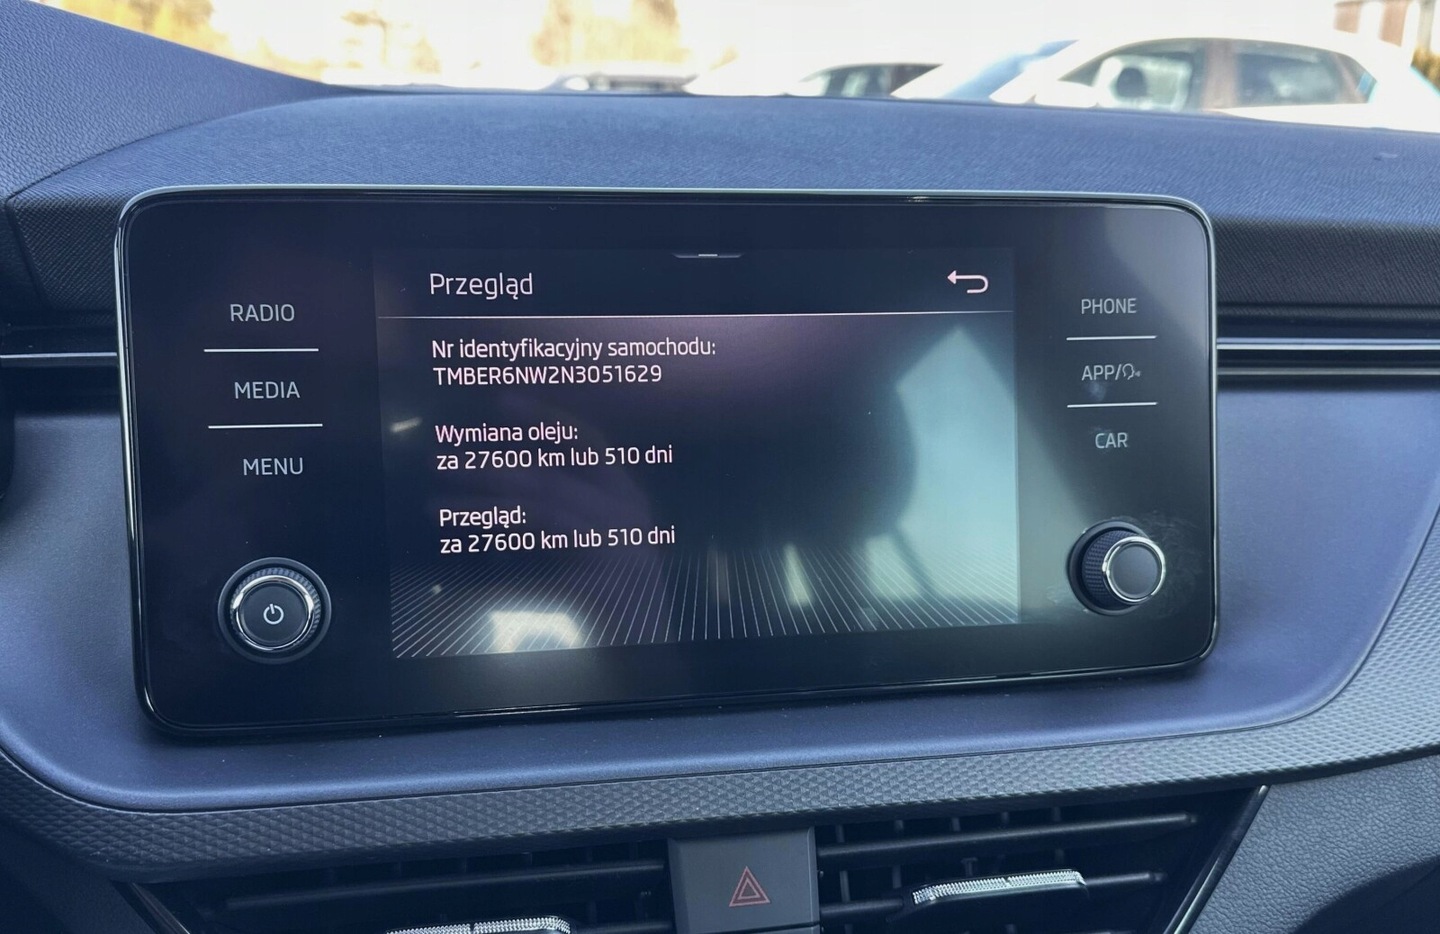 Przegląd
RADIO
MEDIA
MENU
Nr identyfikacyjny samochodu:
TMBER6NW2N3051629
Wymiana oleju:
za 27600 km lub 510 dni
Przegląd:
za 27600 km lub 510 dni
PHONE
APP/
CAR